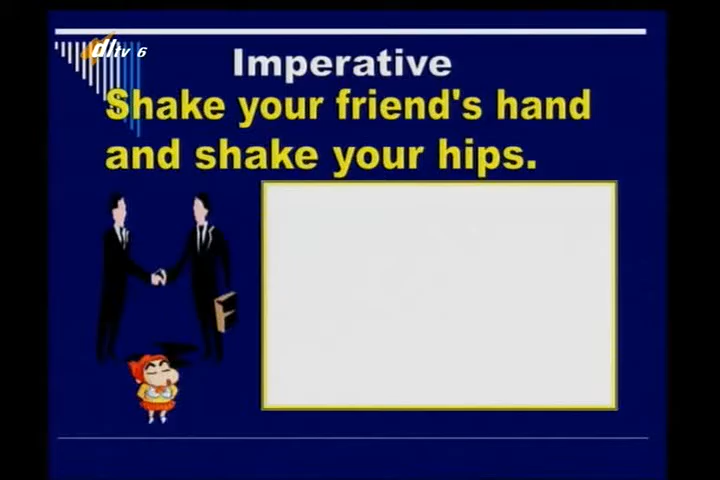 dltv 6
Imperative
Shake your friend's hand
and shake your hips.